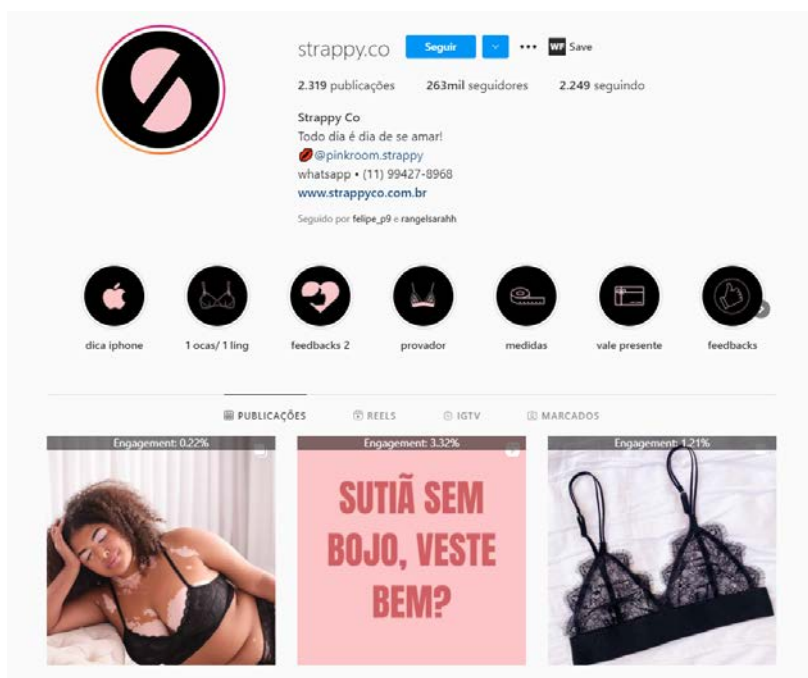 strappy.co Seguir ••• WF Save
2.319 publicações 263mil seguidores 2.249 seguindo
Strappy Co
Todo dia é dia de se amar!
💋@pinkroom.strappy
whatsapp • (11) 99427-8968
www.strappyco.com.br
Seguido por felipe_p9 e rangelsarahh
dica iphone 1 ocas/ 1 ling feedbacks 2 provador medidas vale presente feedbacks
PUBLICAÇÕES REELS IGTV MARCADOS
Engagement: 0.22% Engagement: 3.32% Engagement: 1.21%
SUTIÃ SEM
BOJO, VESTE
BEM?